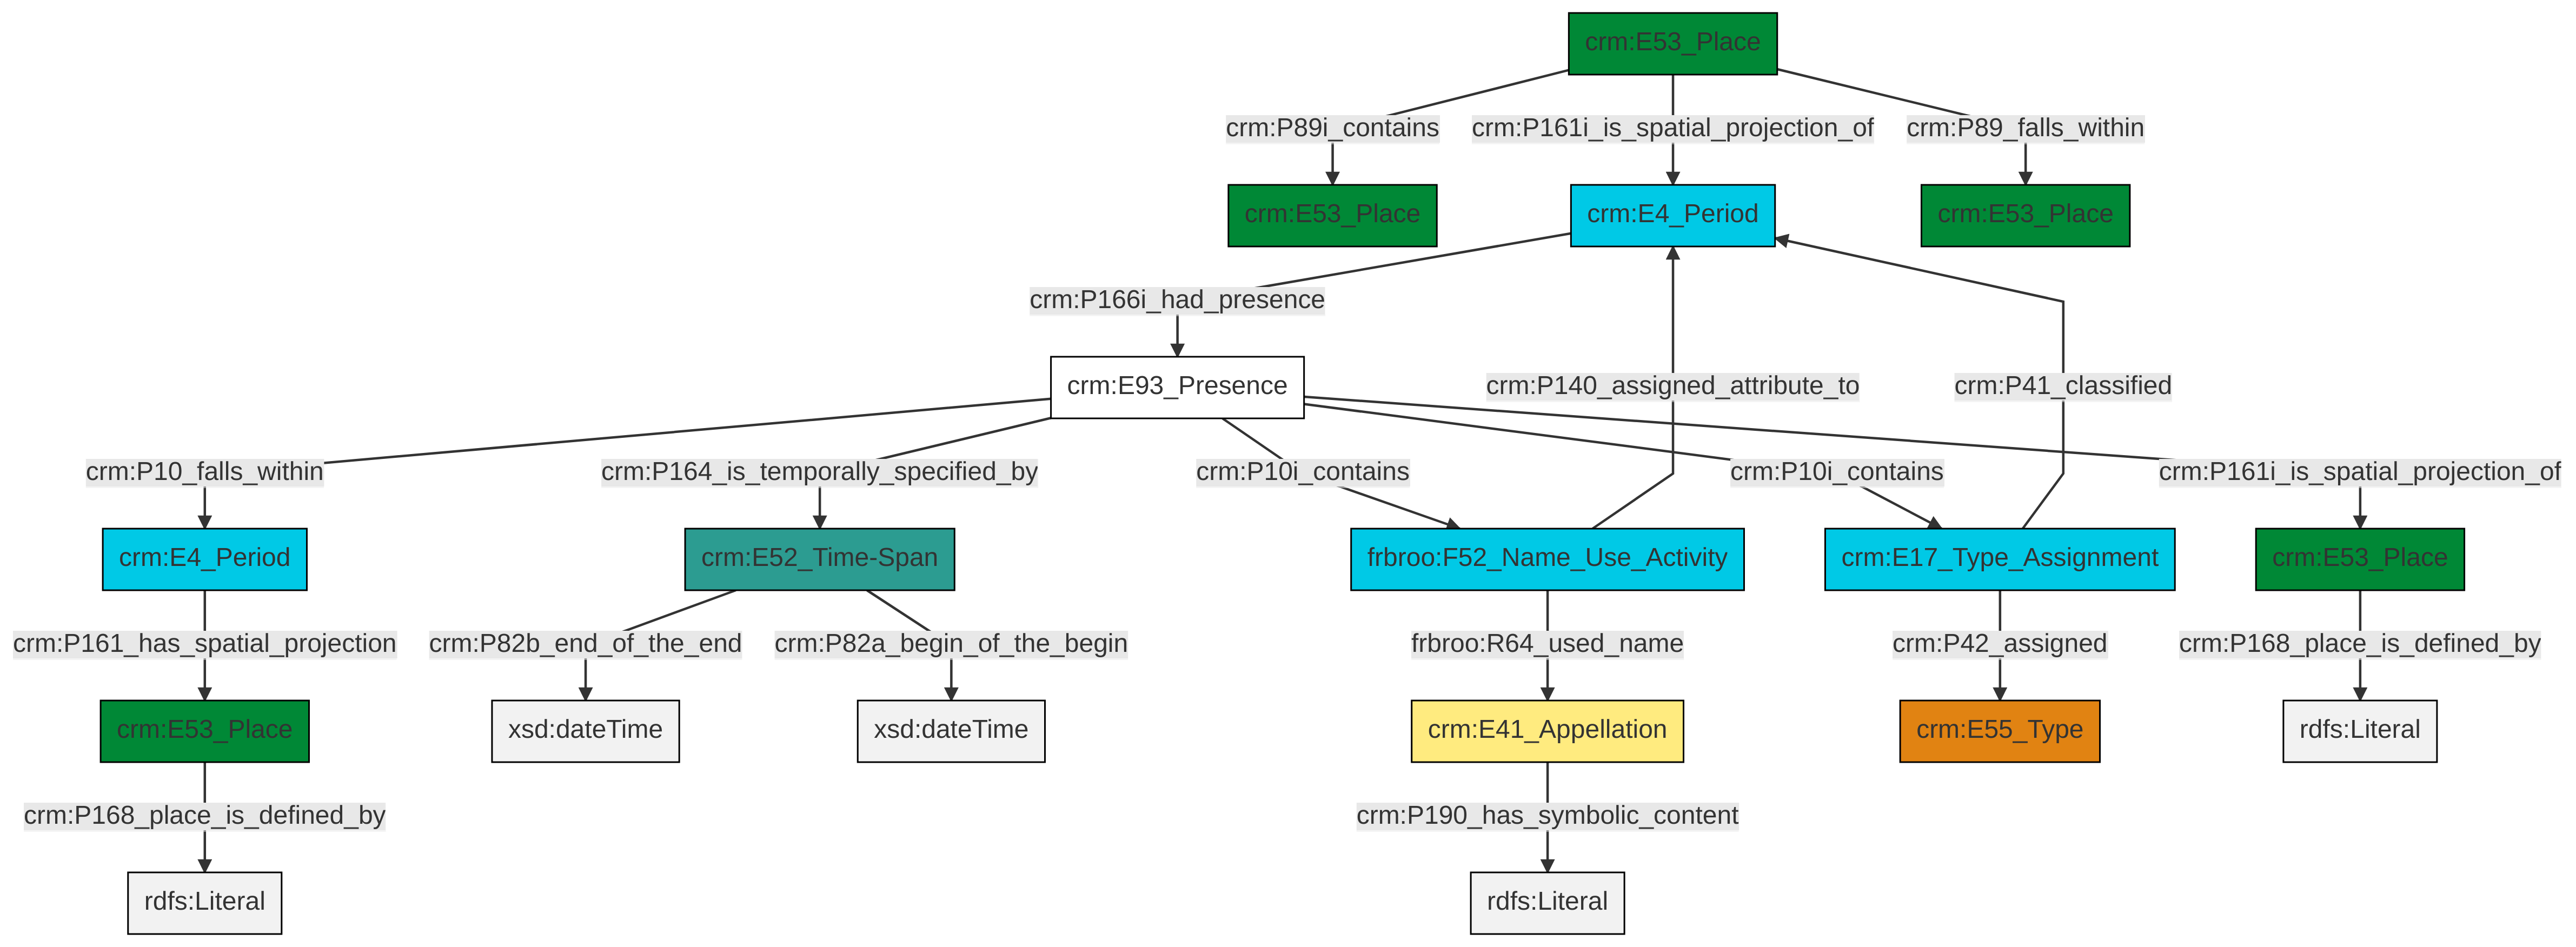 crm:E53_Place
crm:P89i_contains
crm:P161i_is_spatial_projection_of
crm:P89_falls_within
crm:E53_Place
crm:E4_Period
crm:E53_Place
crm:P166i_had_presence
crm:E93_Presence
crm:P140_assigned_attribute_to
crm:P41_classified
crm:P10_falls_within
crm:P164_is_temporally_specified_by
crm:P10i_contains
crm:P10i_contains
crm:P161i_is_spatial_projection_of
crm:E4_Period
crm:E52_Time-Span
frbroo:F52_Name_Use_Activity
crm:E17_Type_Assignment
crm:E53_Place
crm:P161_has_spatial_projection
crm:P82b_end_of_the_end
crm:P82a_begin_of_the_begin
frbroo:R64_used_name
crm:P42_assigned
crm:P168_place_is_defined_by
crm:E53_Place
xsd:dateTime
xsd:dateTime
crm:E41_Appellation
crm:E55_Type
rdfs:Literal
crm:P168_place_is_defined_by
crm:P190_has_symbolic_content
rdfs:Literal
rdfs:Literal